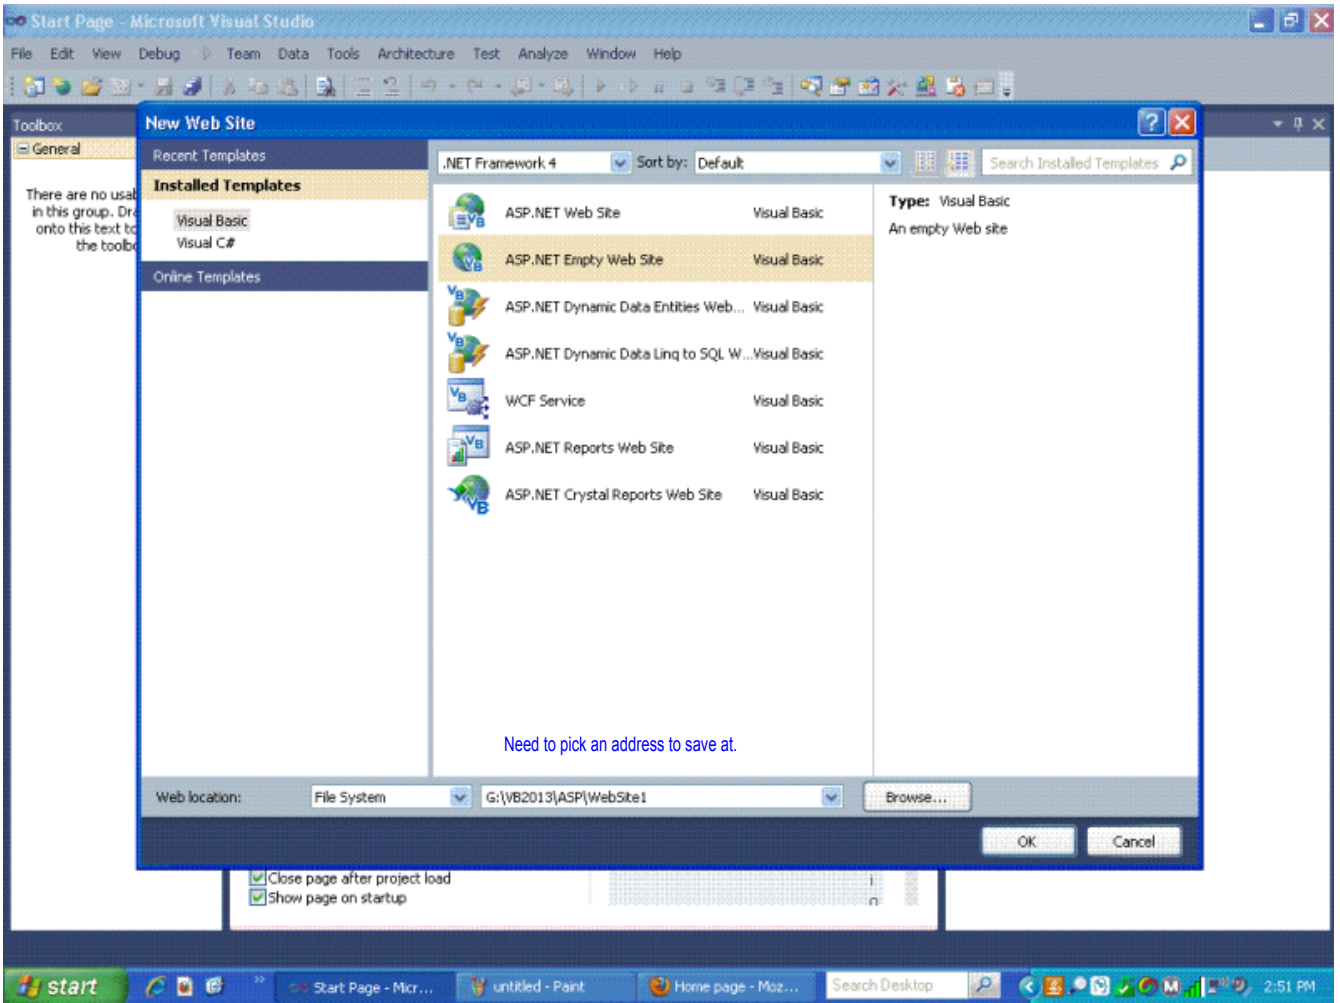 Start Page - Microsoft Visual Studio
File Edit View Debug Team Data Tools Architecture Test Analyze Window Help
Toolbox
General
There are no usab
in this group. Dra
onto this text to
the toolbo
New Web Site
Recent Templates
Installed Templates
Visual Basic
Visual C#
Online Templates
.NET Framework 4 Sort by: Default Search Installed Templates
ASP.NET Web Site Visual Basic
ASP.NET Empty Web Site Visual Basic
ASP.NET Dynamic Data Entities Web... Visual Basic
ASP.NET Dynamic Data Linq to SQL W... Visual Basic
WCF Service Visual Basic
ASP.NET Reports Web Site Visual Basic
ASP.NET Crystal Reports Web Site Visual Basic
Type: Visual Basic
An empty Web site
Need to pick an address to save at.
Web location: File System G:\VB2013\ASP\WebSite1 Browse...
OK Cancel
Close page after project load
Show page on startup
start Start Page - Micr... untitled - Paint Home page - Moz... Search Desktop 2:51 PM